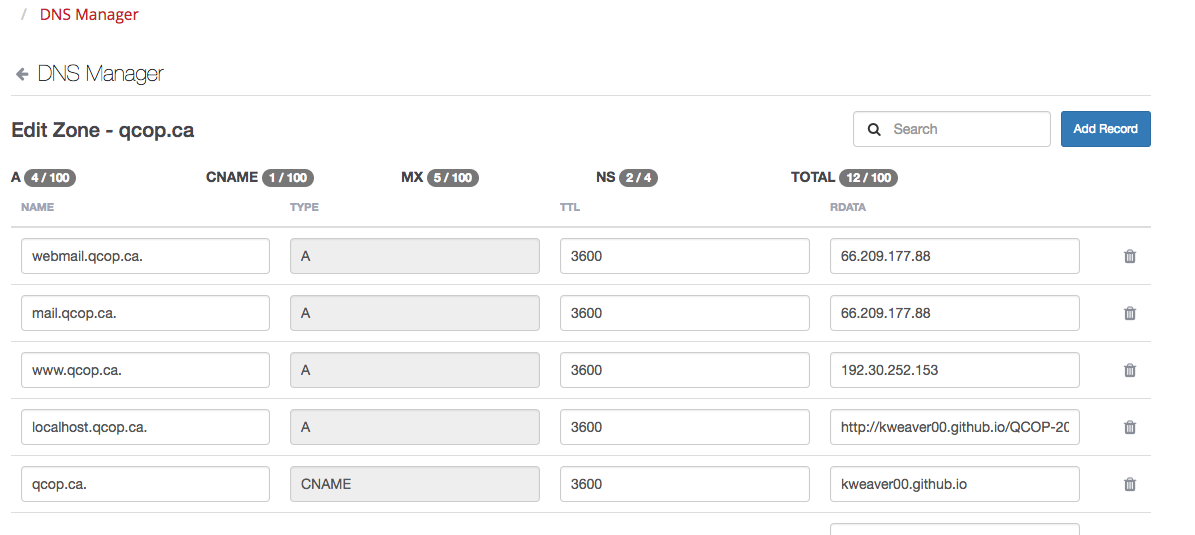 / DNS Manager
DNS Manager
Edit Zone - qcop.ca
Search
Add Record
A 4 / 100 CNAME 1 / 100 MX 5 / 100 NS 2 / 4 TOTAL 12 / 100
NAME TYPE TTL RDATA
webmail.qcop.ca. A 3600 66.209.177.88
mail.qcop.ca. A 3600 66.209.177.88
www.qcop.ca. A 3600 192.30.252.153
localhost.qcop.ca. A 3600 http://kweaver00.github.io/QCOP-20
qcop.ca. CNAME 3600 kweaver00.github.io